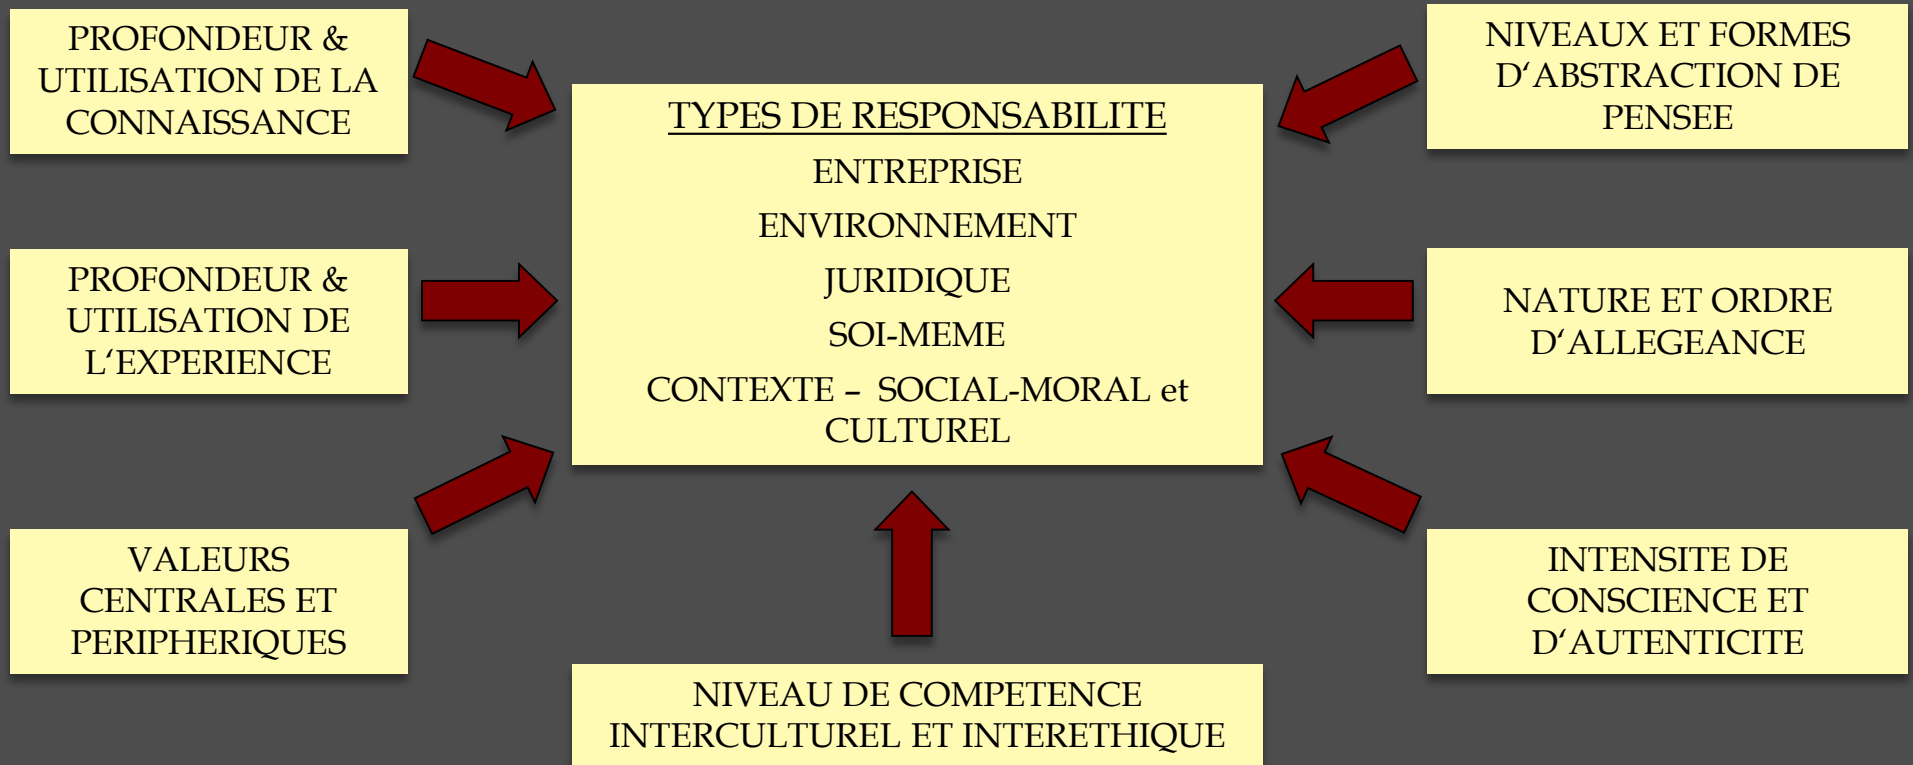 PROFONDEUR &
UTILISATION DE LA
CONNAISSANCE
NIVEAUX ET FORMES
D‘ABSTRACTION DE
PENSEE
TYPES DE RESPONSABILITE
ENTREPRISE
ENVIRONNEMENT
JURIDIQUE
SOI-MEME
CONTEXTE – SOCIAL-MORAL et
CULTUREL
PROFONDEUR &
UTILISATION DE
L‘EXPERIENCE
NATURE ET ORDRE
D‘ALLEGEANCE
VALEURS
CENTRALES ET
PERIPHERIQUES
INTENSITE DE
CONSCIENCE ET
D‘AUTENTICITE
NIVEAU DE COMPETENCE
INTERCULTUREL ET INTERETHIQUE